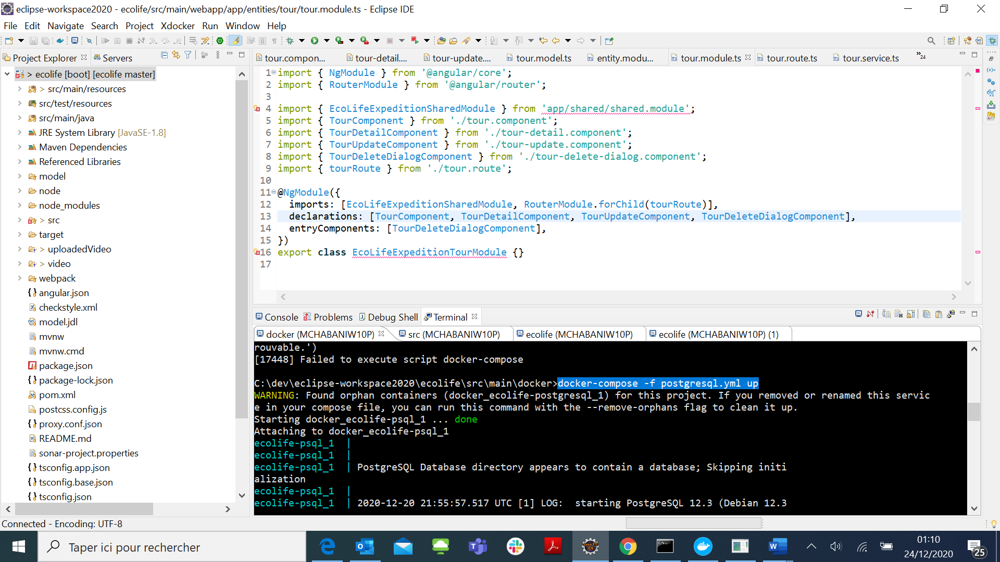 eclipse-workspace2020 - ecolife/src/main/webapp/app/entities/tour/tour.module.ts - Eclipse IDE
File Edit Navigate Search Project Xdocker Run Window Help
Project Explorer Servers
> ecolife [boot] [ecolife master]
> src/main/resources
src/test/resources
src/main/java
JRE System Library [JavaSE-1.8]
Maven Dependencies
Referenced Libraries
model
node
node_modules
> src
target
> uploadedVideo
> video
webpack
angular.json
checkstyle.xml
model.jdl
mvnw
mvnw.cmd
package.json
package-lock.json
pom.xml
postcss.config.js
proxy.conf.json
README.md
sonar-project.properties
tsconfig.app.json
tsconfig.base.json
tsconfig.json
tour.compon... tour-detail.... tour-update.... tour.model.ts entity.modu... tour.module.ts tour.route.ts tour.service.ts »24
1 import { NgModule } from '@angular/core';
2 import { RouterModule } from '@angular/router';
3
4 import { EcoLifeExpeditionSharedModule } from 'app/shared/shared.module';
5 import { TourComponent } from './tour.component';
6 import { TourDetailComponent } from './tour-detail.component';
7 import { TourUpdateComponent } from './tour-update.component';
8 import { TourDeleteDialogComponent } from './tour-delete-dialog.component';
9 import { tourRoute } from './tour.route';
10
11 @NgModule({
12 imports: [EcoLifeExpeditionSharedModule, RouterModule.forChild(tourRoute)],
13 declarations: [TourComponent, TourDetailComponent, TourUpdateComponent, TourDeleteDialogComponent],
14 entryComponents: [TourDeleteDialogComponent],
15 })
16 export class EcoLifeExpeditionTourModule {}
17
Console Problems Debug Shell Terminal
docker (MCHABANIW10P) src (MCHABANIW10P) ecolife (MCHABANIW10P) ecolife (MCHABANIW10P) (1)
rouvable.')
[17448] Failed to execute script docker-compose
C:\dev\eclipse-workspace2020\ecolife\src\main\docker>docker-compose -f postgresql.yml up
WARNING: Found orphan containers (docker_ecolife-postgresql_1) for this project. If you removed or renamed this servic
e in your compose file, you can run this command with the --remove-orphans flag to clean it up.
Starting docker_ecolife-psql_1 ... done
Attaching to docker_ecolife-psql_1
ecolife-psql_1 |
ecolife-psql_1 |
ecolife-psql_1 | PostgreSQL Database directory appears to contain a database; Skipping initi
alization
ecolife-psql_1 |
ecolife-psql_1 | 2020-12-20 21:55:57.517 UTC [1] LOG: starting PostgreSQL 12.3 (Debian 12.3
Connected - Encoding: UTF-8
Taper ici pour rechercher
01:10
24/12/2020
25